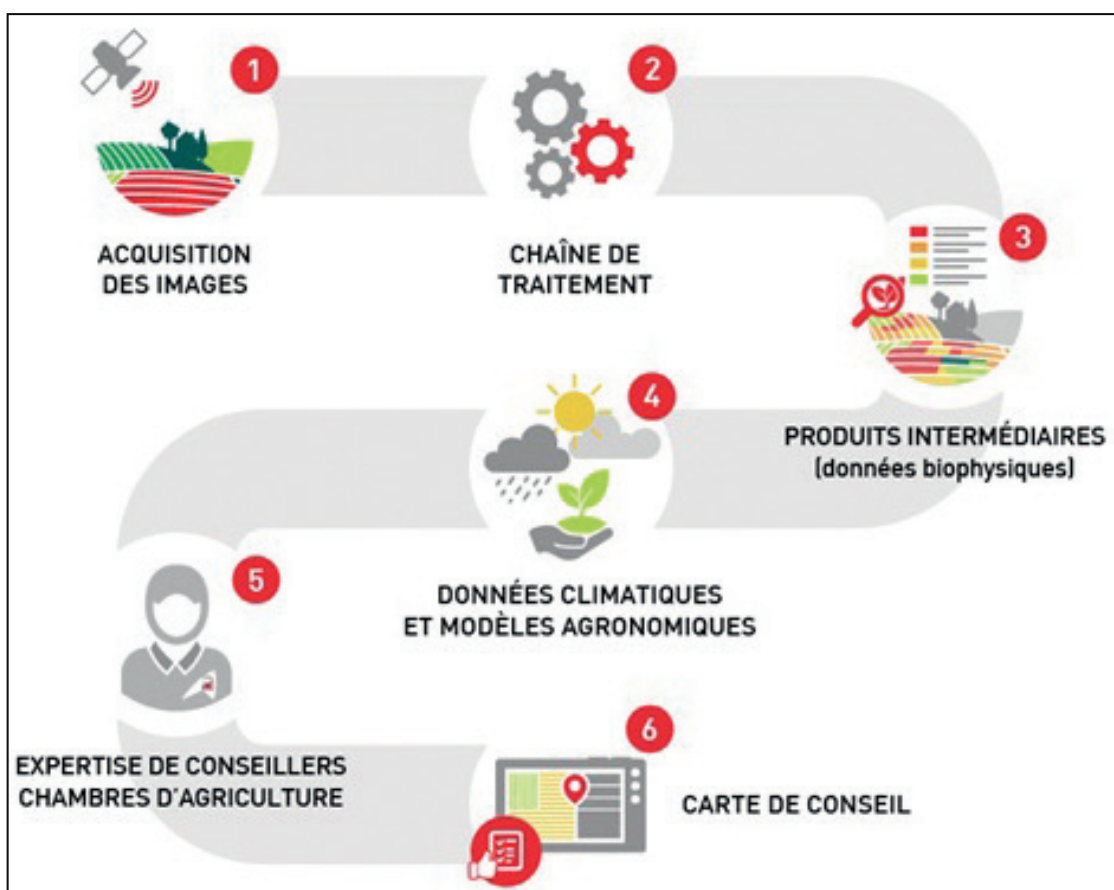 1
ACQUISITION
DES IMAGES
2
CHAÎNE DE
TRAITEMENT
3
PRODUITS INTERMÉDIAIRES
(données biophysiques)
4
DONNÉES CLIMATIQUES
ET MODÈLES AGRONOMIQUES
5
EXPERTISE DE CONSEILLERS
CHAMBRES D'AGRICULTURE
6
CARTE DE CONSEIL